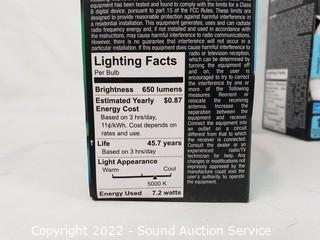 equipment has been tested and found to comply with the limits for a Class
B digital device, pursuant to part 15 of the FCC Rules. These limits are
designed to provide reasonable protection against harmful interference in
a residential installation. This equipment generates, uses and can radiate
radio frequency energy and, if not installed and used in accordance with
the instructions, may cause harmful interference to radio communications.
However, there is no guarantee that interference will not occur in a
particular installation. If this equipment does cause harmful interference to
radio or television reception,
which can be determined by
turning the equipment off
and on, the user is
encouraged to try to correct
the interference by one or
more of the following
measures: Reorient or
relocate the receiving
antenna. Increase the
separation between the
equipment and receiver.
Connect the equipment into
an outlet on a circuit
different from that to which
the receiver is connected.
Consult the dealer or an
experienced radio/TV
technician for help. Any
changes or modifications not
expressly approved by the
manufacture could void the
user's authority to operate
the equipment.
Lighting Facts
Per Bulb
Brightness 650 lumens
Estimated Yearly $0.87
Energy Cost
Based on 3 hrs/day,
11¢/kWh. Cost depends on
rates and use.
Life 45.7 years
Based on 3 hrs/day
Light Appearance
Warm Cool
5000 K
Energy Used 7.2 watts
Copyright 2022 - Sound Auction Service